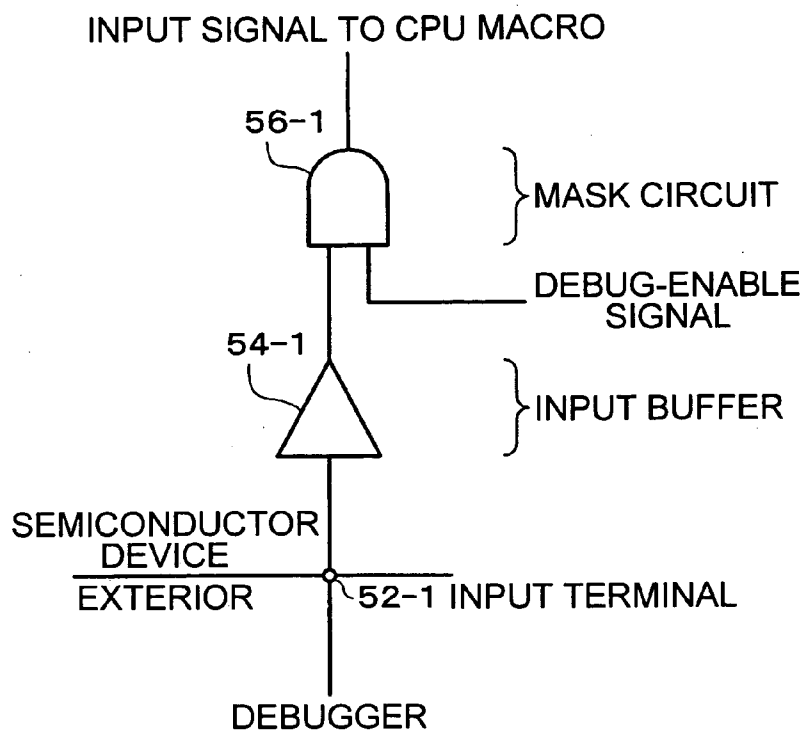 INPUT SIGNAL TO CPU MACRO
56-1
MASK CIRCUIT
DEBUG-ENABLE
SIGNAL
54-1
INPUT BUFFER
SEMICONDUCTOR
DEVICE
EXTERIOR
52-1 INPUT TERMINAL
DEBUGGER